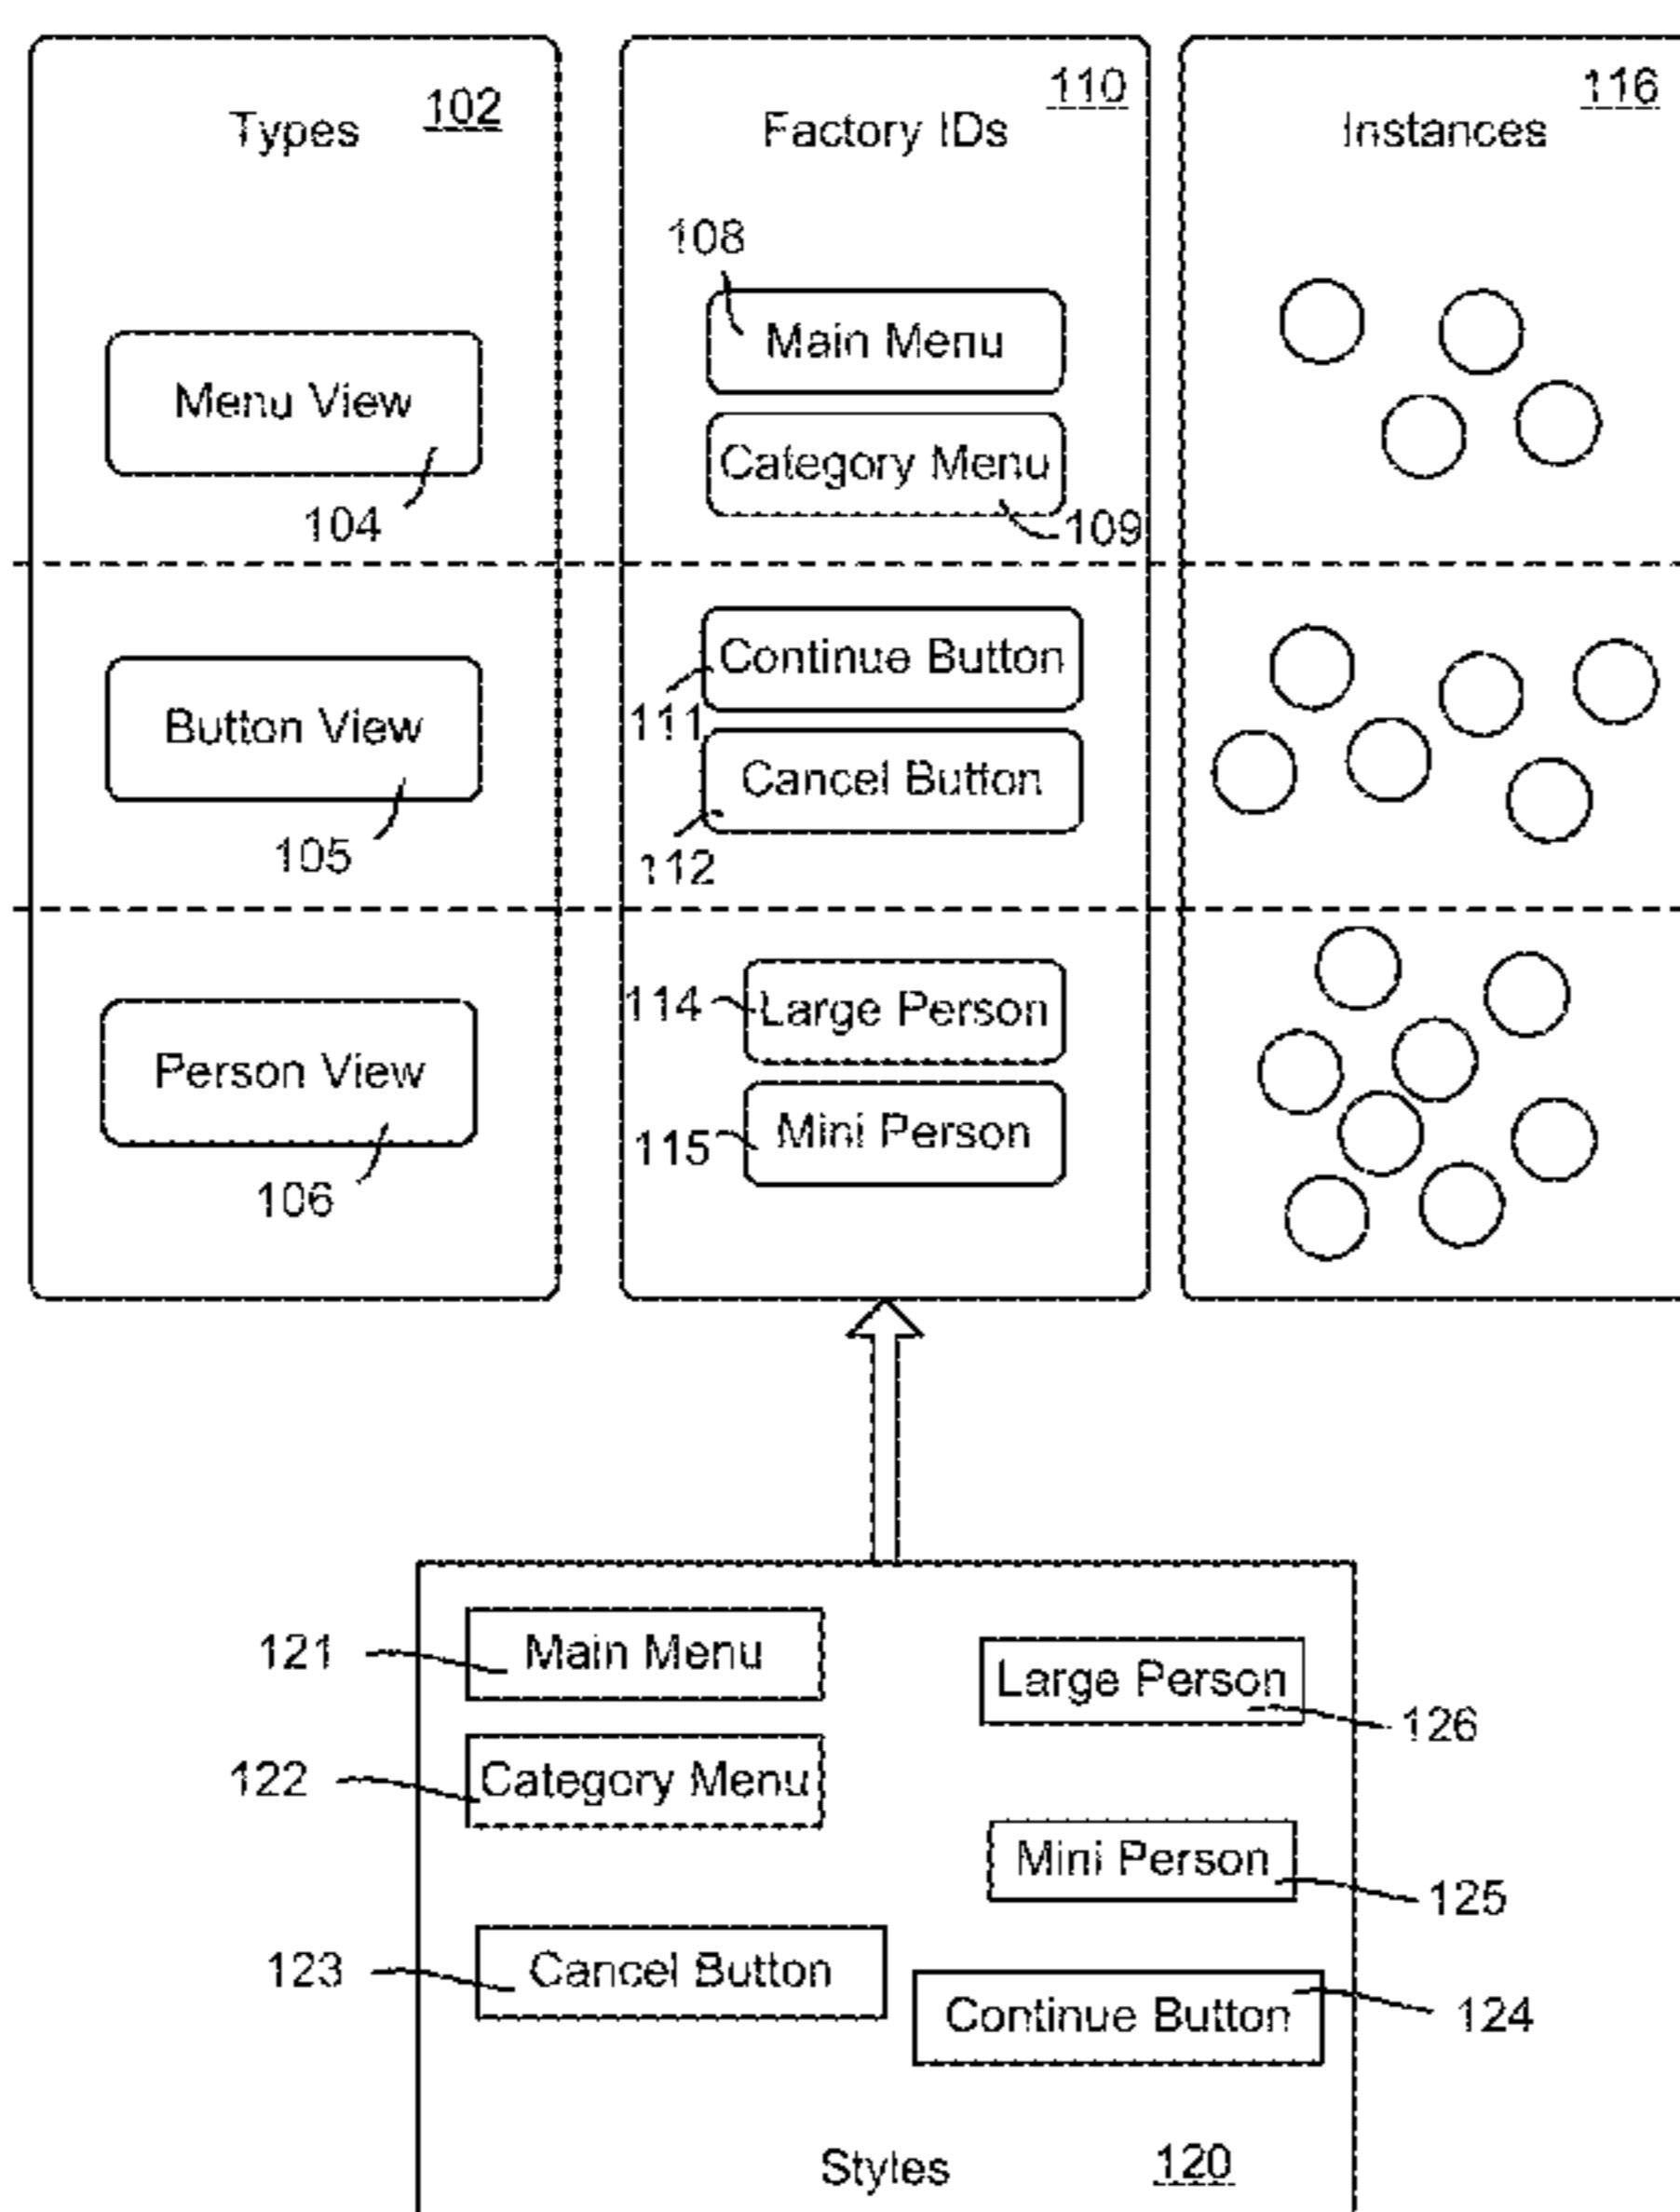 Types 102
Factory IDs 110
Instances 116
108
Main Menu
Menu View
Category Menu
104
109
Continue Button
111
Button View
Cancel Button
105
112
114 Large Person
Person View
115 Mini Person
106
121 Main Menu
Large Person
126
122 Category Menu
Mini Person
125
123 Cancel Button
Continue Button 124
Styles 120